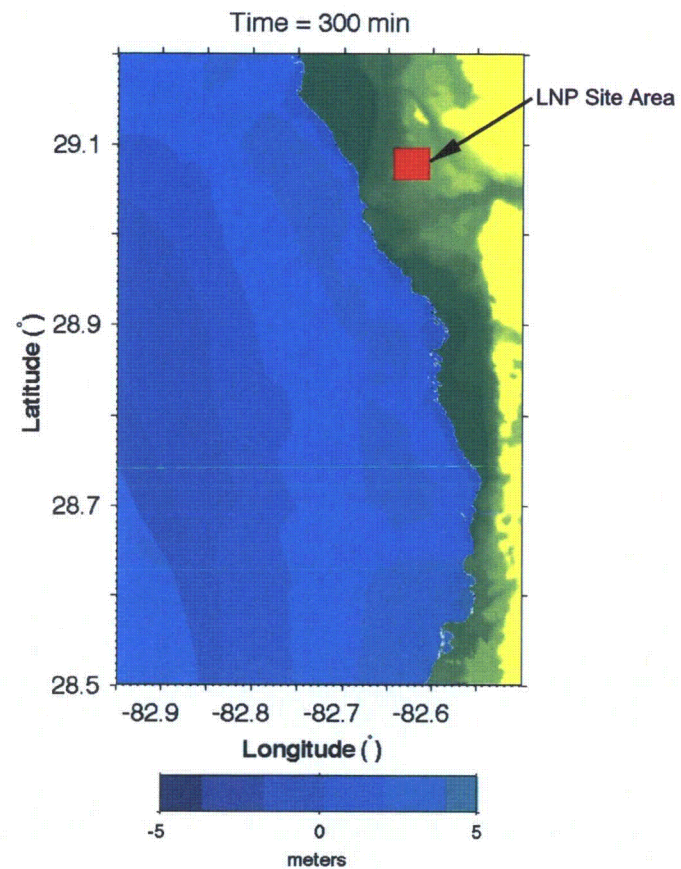 Time = 300 min
LNP Site Area
29.1
28.9
28.7
28.5
Latitude (°)
-82.9 -82.8 -82.7 -82.6
Longitude (°)
-5 0 5
meters